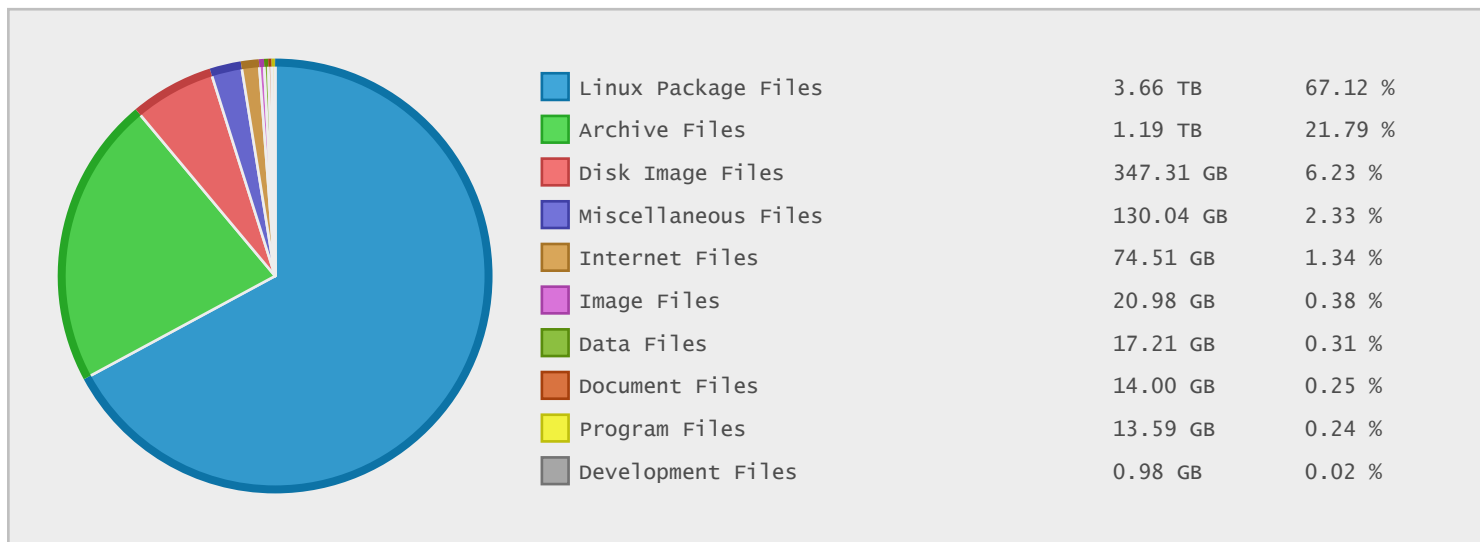 Linux Package Files 3.66 TB 67.12 %
Archive Files 1.19 TB 21.79 %
Disk Image Files 347.31 GB 6.23 %
Miscellaneous Files 130.04 GB 2.33 %
Internet Files 74.51 GB 1.34 %
Image Files 20.98 GB 0.38 %
Data Files 17.21 GB 0.31 %
Document Files 14.00 GB 0.25 %
Program Files 13.59 GB 0.24 %
Development Files 0.98 GB 0.02 %